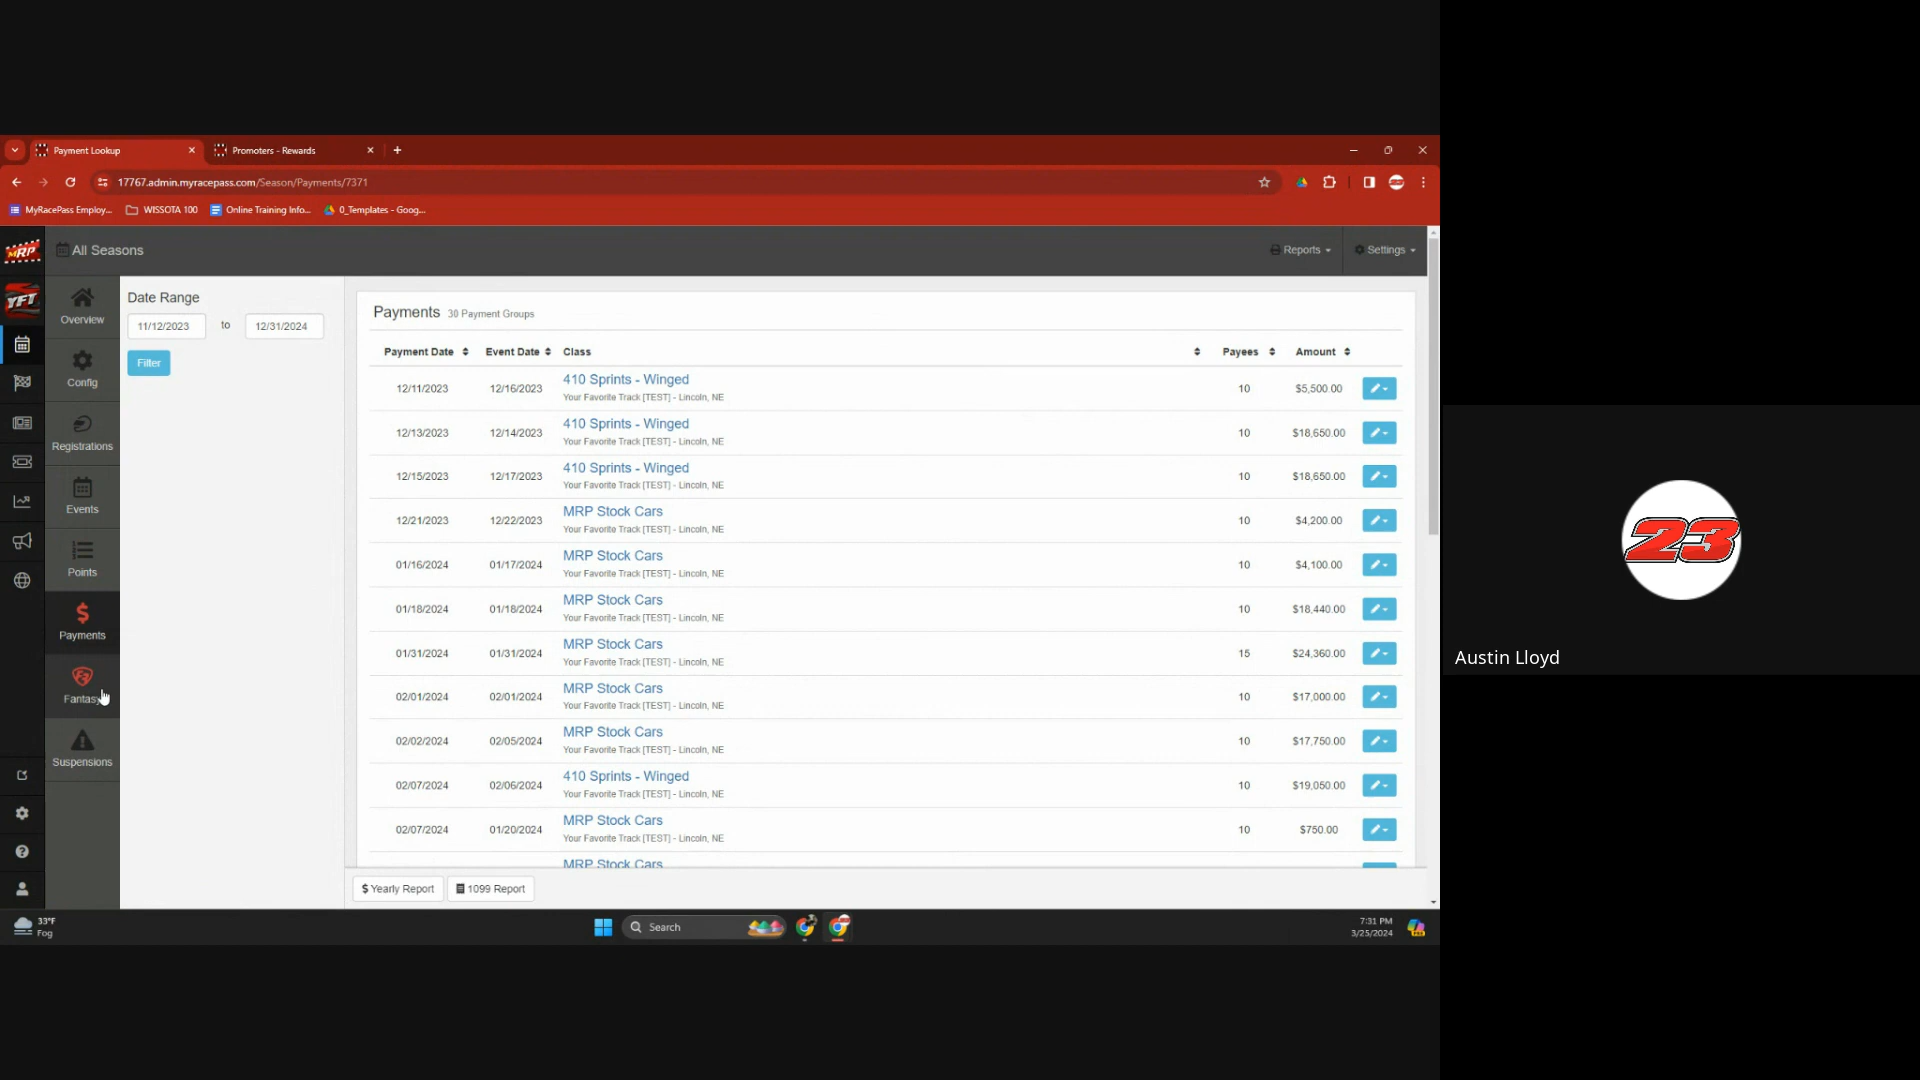 Payment Lookup
Promoters - Rewards
17767.admin.myracepass.com/Season/Payments/7371
MyRacePass Employ...
WISSOTA 100
Online Training Info...
0_Templates - Goog...
MRP
All Seasons
Reports
Settings
YFT
Overview
Config
Registrations
Events
Points
Payments
Fantasy
Suspensions
Date Range
11/12/2023 to 12/31/2024
Filter
Payments 30 Payment Groups
Payment Date Event Date Class Payees Amount
12/11/2023 12/16/2023 410 Sprints - Winged 10 $5,500.00
Your Favorite Track [TEST] - Lincoln, NE
12/13/2023 12/14/2023 410 Sprints - Winged 10 $18,650.00
Your Favorite Track [TEST] - Lincoln, NE
12/15/2023 12/17/2023 410 Sprints - Winged 10 $18,650.00
Your Favorite Track [TEST] - Lincoln, NE
12/21/2023 12/22/2023 MRP Stock Cars 10 $4,200.00
Your Favorite Track [TEST] - Lincoln, NE
01/16/2024 01/17/2024 MRP Stock Cars 10 $4,100.00
Your Favorite Track [TEST] - Lincoln, NE
01/18/2024 01/18/2024 MRP Stock Cars 10 $18,440.00
Your Favorite Track [TEST] - Lincoln, NE
01/31/2024 01/31/2024 MRP Stock Cars 15 $24,360.00
Your Favorite Track [TEST] - Lincoln, NE
02/01/2024 02/01/2024 MRP Stock Cars 10 $17,000.00
Your Favorite Track [TEST] - Lincoln, NE
02/02/2024 02/05/2024 MRP Stock Cars 10 $17,750.00
Your Favorite Track [TEST] - Lincoln, NE
02/07/2024 02/06/2024 410 Sprints - Winged 10 $19,050.00
Your Favorite Track [TEST] - Lincoln, NE
02/07/2024 01/20/2024 MRP Stock Cars 10 $750.00
Your Favorite Track [TEST] - Lincoln, NE
MRP Stock Cars
$ Yearly Report
1099 Report
33°F
Fog
Search
7:31 PM
3/25/2024
23
Austin Lloyd